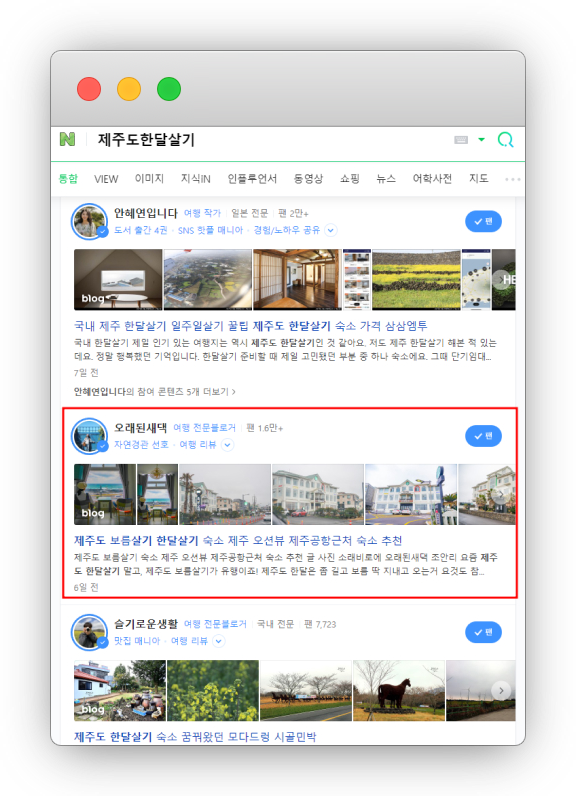 제주도한달살기
통합 VIEW 이미지 지식iN 인플루언서 동영상 쇼핑 뉴스 어학사전 지도
안혜연입니다 여행 작가 일본 전문 · 팬 2만+
도서 출간 4권 · SNS 핫플 매니아 · 경험/노하우 공유
팬
blog
HE
국내 제주 한달살기 일주일살기 꿀팁 제주도 한달살기 숙소 가격 삼삼엠투
국내 한달살기 제일 인기 있는 여행지는 역시 제주도 한달살기인 것 같아요. 저도 제주 한달살기 해본 적 있는
데요. 정말 행복했던 기억입니다. 한달살기 준비할 때 제일 고민됐던 부분 중 하나 숙소에요. 그때 단기임대...
7일 전
안혜연입니다의 참여 콘텐츠 5개 더보기 >
오래된새댁 여행 전문블로거 · 팬 1.6만+
자연경관 선호 · 여행 리뷰
팬
blog
제주도 보름살기 한달살기 숙소 제주 오션뷰 제주공항근처 숙소 추천
제주도 보름살기 숙소 제주 오션뷰 제주공항근처 숙소 추천 글 사진 소래비로에 오래된새댁 조안리 요즘 제주
도 한달살기 말고, 제주도 보름살기가 유행이죠! 제주도 한달은 좀 길고 보름 딱 지내고 오는거 요것도 참...
6일 전
슬기로운생활 여행 전문블로거 · 국내 전문 · 팬 7,723
맛집 매니아 · 여행 리뷰
팬
blog
제주도 한달살기 숙소 꿈꿔왔던 모다드링 시골민박